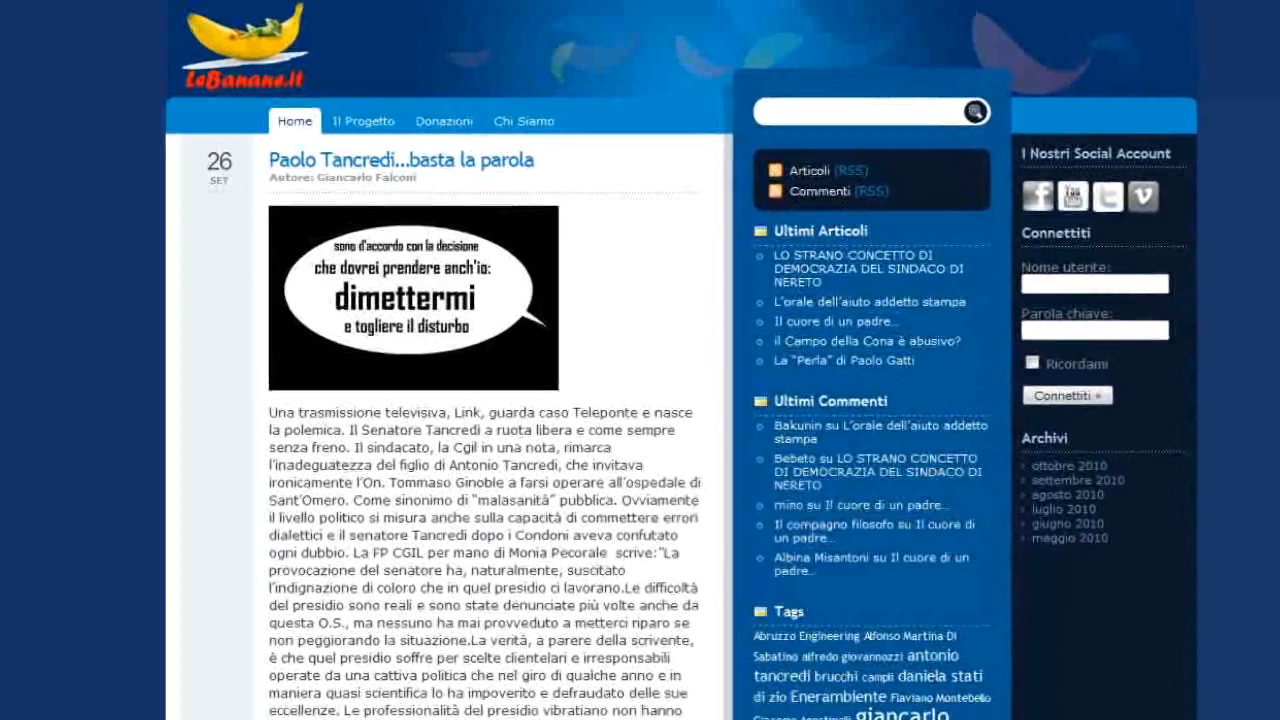 LeBanane.it
Home
Il Progetto
Donazioni
Chi Siamo
26
SET
Paolo Tancredi...basta la parola
Autore: Giancarlo Falconi
sono d'accordo con la decisione
che dovrei prendere anch'io:
dimettermi
e togliere il disturbo
Una trasmissione televisiva, Link, guarda caso Teleponte e nasce
la polemica. Il Senatore Tancredi a ruota libera e come sempre
senza freno. Il sindacato, la Cgil in una nota, rimarca
l'inadeguatezza del figlio di Antonio Tancredi, che invitava
ironicamente l'On. Tommaso Ginoble a farsi operare all'ospedale di
Sant'Omero. Come sinonimo di "malasanità" pubblica. Ovviamente
il livello politico si misura anche sulla capacità di commettere errori
dialettici e il senatore Tancredi dopo i Condoni aveva confutato
ogni dubbio. La FP CGIL per mano di Monia Pecorale scrive:"La
provocazione del senatore ha, naturalmente, suscitato
l'indignazione di coloro che in quel presidio ci lavorano.Le difficoltà
del presidio sono reali e sono state denunciate più volte anche da
questa O.S., ma nessuno ha mai provveduto a metterci riparo se
non peggiorando la situazione.La verità, a parere della scrivente,
è che quel presidio soffre per scelte clientelari e irresponsabili
operate da una cattiva politica che nel giro di qualche anno e in
maniera quasi scientifica lo ha impoverito e defraudato delle sue
eccellenze. Le professionalità del presidio vibratiano non hanno
Articoli (RSS)
Commenti (RSS)
Ultimi Articoli
LO STRANO CONCETTO DI
DEMOCRAZIA DEL SINDACO DI
NERETO
L'orale dell'aiuto addetto stampa
Il cuore di un padre...
il Campo della Cona è abusivo?
La "Perla" di Paolo Gatti
Ultimi Commenti
Bakunin su L'orale dell'aiuto addetto
stampa
Bebeto su LO STRANO CONCETTO
DI DEMOCRAZIA DEL SINDACO DI
NERETO
mino su Il cuore di un padre...
Il compagno filosofo su Il cuore di
un padre...
Albina Misantoni su Il cuore di un
padre...
Tags
Abruzzo Engineering Alfonso Martina Di
Sabatino alfredo giovannozzi antonio
tancredi brucchi campli daniela stati
di zio Enerambiente Flaviano Montebello
Giacomo Agostinelli giancarlo
I Nostri Social Account
You
Connettiti
Nome utente:
Parola chiave:
Ricordami
Connettiti »
Archivi
ottobre 2010
settembre 2010
agosto 2010
luglio 2010
giugno 2010
maggio 2010